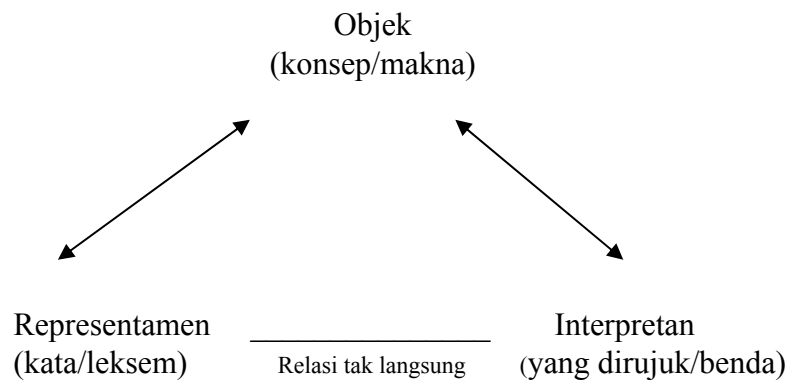 Objek
(konsep/makna)
Representamen
(kata/leksem)
Relasi tak langsung
Interpretan
(yang dirujuk/benda)